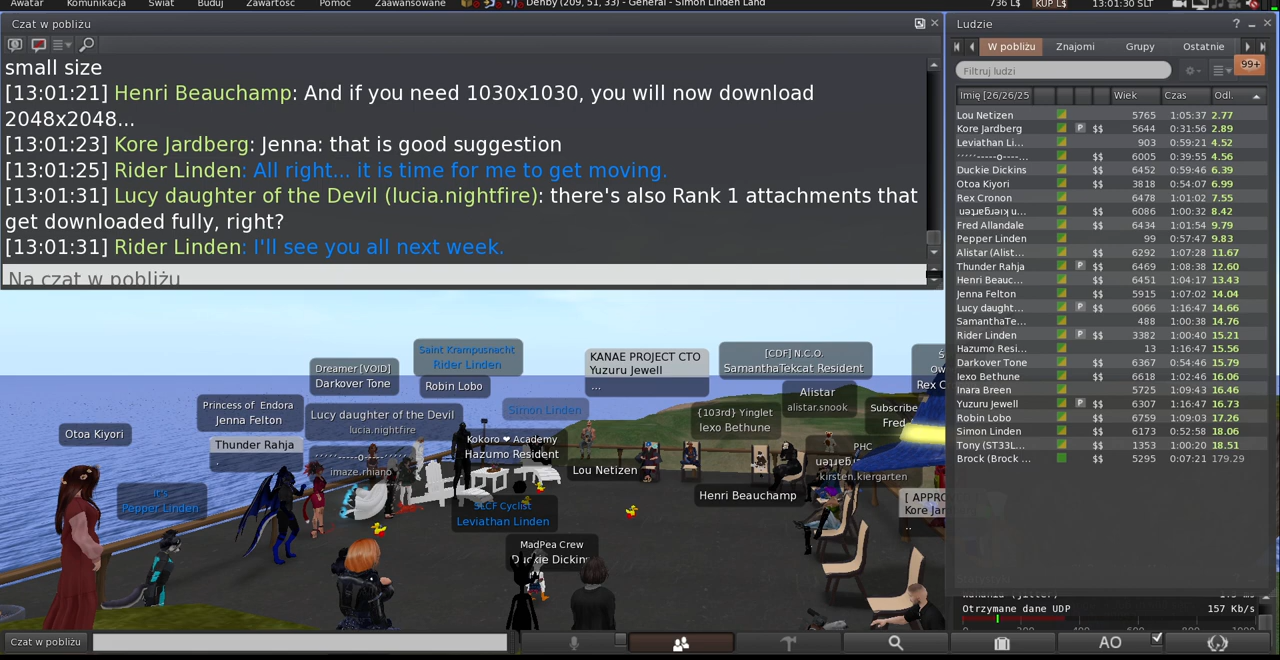 Awatar Komunikacja Świat Buduj Zawartość Pomoc Zaawansowane Denby (209, 51, 33) - General - Simon Linden Land 736 L$ KUP L$ 13:01:30 SLT
Czat w pobliżu
small size
[13:01:21] Henri Beauchamp: And if you need 1030x1030, you will now download
2048x2048...
[13:01:23] Kore Jardberg: Jenna: that is good suggestion
[13:01:25] Rider Linden: All right... it is time for me to get moving.
[13:01:31] Lucy daughter of the Devil (lucia.nightfire): there's also Rank 1 attachments that
get downloaded fully, right?
[13:01:31] Rider Linden: I'll see you all next week.
Na czat w pobliżu
Ludzie
W pobliżu Znajomi Grupy Ostatnie
Filtruj ludzi
99+
Imię [26/26/25 Wiek Czas Odl.
Lou Netizen 5765 1:05:37 2.77
Kore Jardberg P $$ 5644 0:31:56 2.89
Leviathan Li... 903 0:59:21 4.52
-----o----... $$ 6005 0:39:55 4.56
Duckie Dickins $$ 6452 0:59:46 6.39
Otoa Kiyori $$ 3818 0:54:07 6.99
Rex Cronon 6478 1:01:02 7.55
$$ 6086 1:00:32 8.42
Fred Allandale $$ 6434 1:01:54 9.79
Pepper Linden 99 0:57:47 9.83
Alistar (Alist... $$ 6292 1:07:28 11.67
Thunder Rahja P $$ 6469 1:08:38 12.60
Henri Beauc... $$ 6451 1:04:17 13.43
Jenna Felton 5915 1:07:02 14.04
Lucy daught... P $$ 6066 1:16:47 14.66
SamanthaTe... 488 1:00:38 14.76
Rider Linden P $$ 3382 1:00:40 15.21
Hazumo Resi... 13 1:16:47 15.56
Darkover Tone $$ 6367 0:54:46 15.79
Iexo Bethune $$ 6618 1:02:46 16.06
Inara Breen 5725 1:09:43 16.46
Yuzuru Jewell P $$ 6307 1:16:47 16.73
Robin Lobo $$ 6759 1:09:03 17.26
Simon Linden $$ 6173 0:52:58 18.06
Tony (ST33L... $$ 1353 1:00:20 18.51
Brock (Brock ... $$ 5295 0:07:21 179.29
Otrzymane dane UDP 157 Kb/s
Saint Krampusnacht
Rider Linden
Dreamer [VOID]
Darkover Tone
Robin Lobo
KANAE PROJECT CTO
Yuzuru Jewell
...
[CDF] N.C.O.
SamanthaTekcat Resident
Rex C
Princess of Endora
Jenna Felton
Lucy daughter of the Devil
lucia.nightfire
Simon Linden
Alistar
alistar.snook
{103rd} Yinglet
Iexo Bethune
Subscribe
Fred
Otoa Kiyori
Thunder Rahja
.
-----o----
imaze.rhiano
Kokoro ❤ Academy
Hazumo Resident
Lou Netizen
PHC
kirsten.kiergarten
Pepper Linden
SLCF Cyclist
Leviathan Linden
Henri Beauchamp
[ APPRO
Kore Jar
..
MadPea Crew
Duckie Dickins
Czat w pobliżu
AO